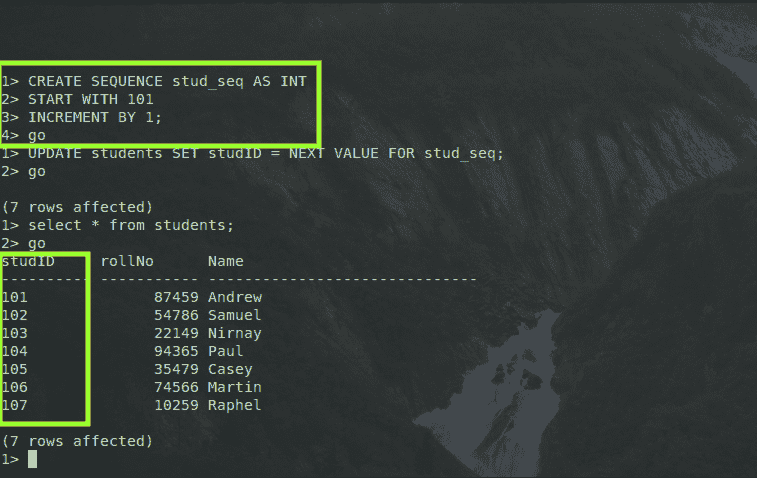 1> CREATE SEQUENCE stud_seq AS INT
2> START WITH 101
3> INCREMENT BY 1;
4> go
1> UPDATE students SET studID = NEXT VALUE FOR stud_seq;
2> go
(7 rows affected)
1> select * from students;
2> go
studID     rollNo      Name
---------- ----------- ------------------------------
101              87459 Andrew
102              54786 Samuel
103              22149 Nirnay
104              94365 Paul
105              35479 Casey
106              74566 Martin
107              10259 Raphel
(7 rows affected)
1>